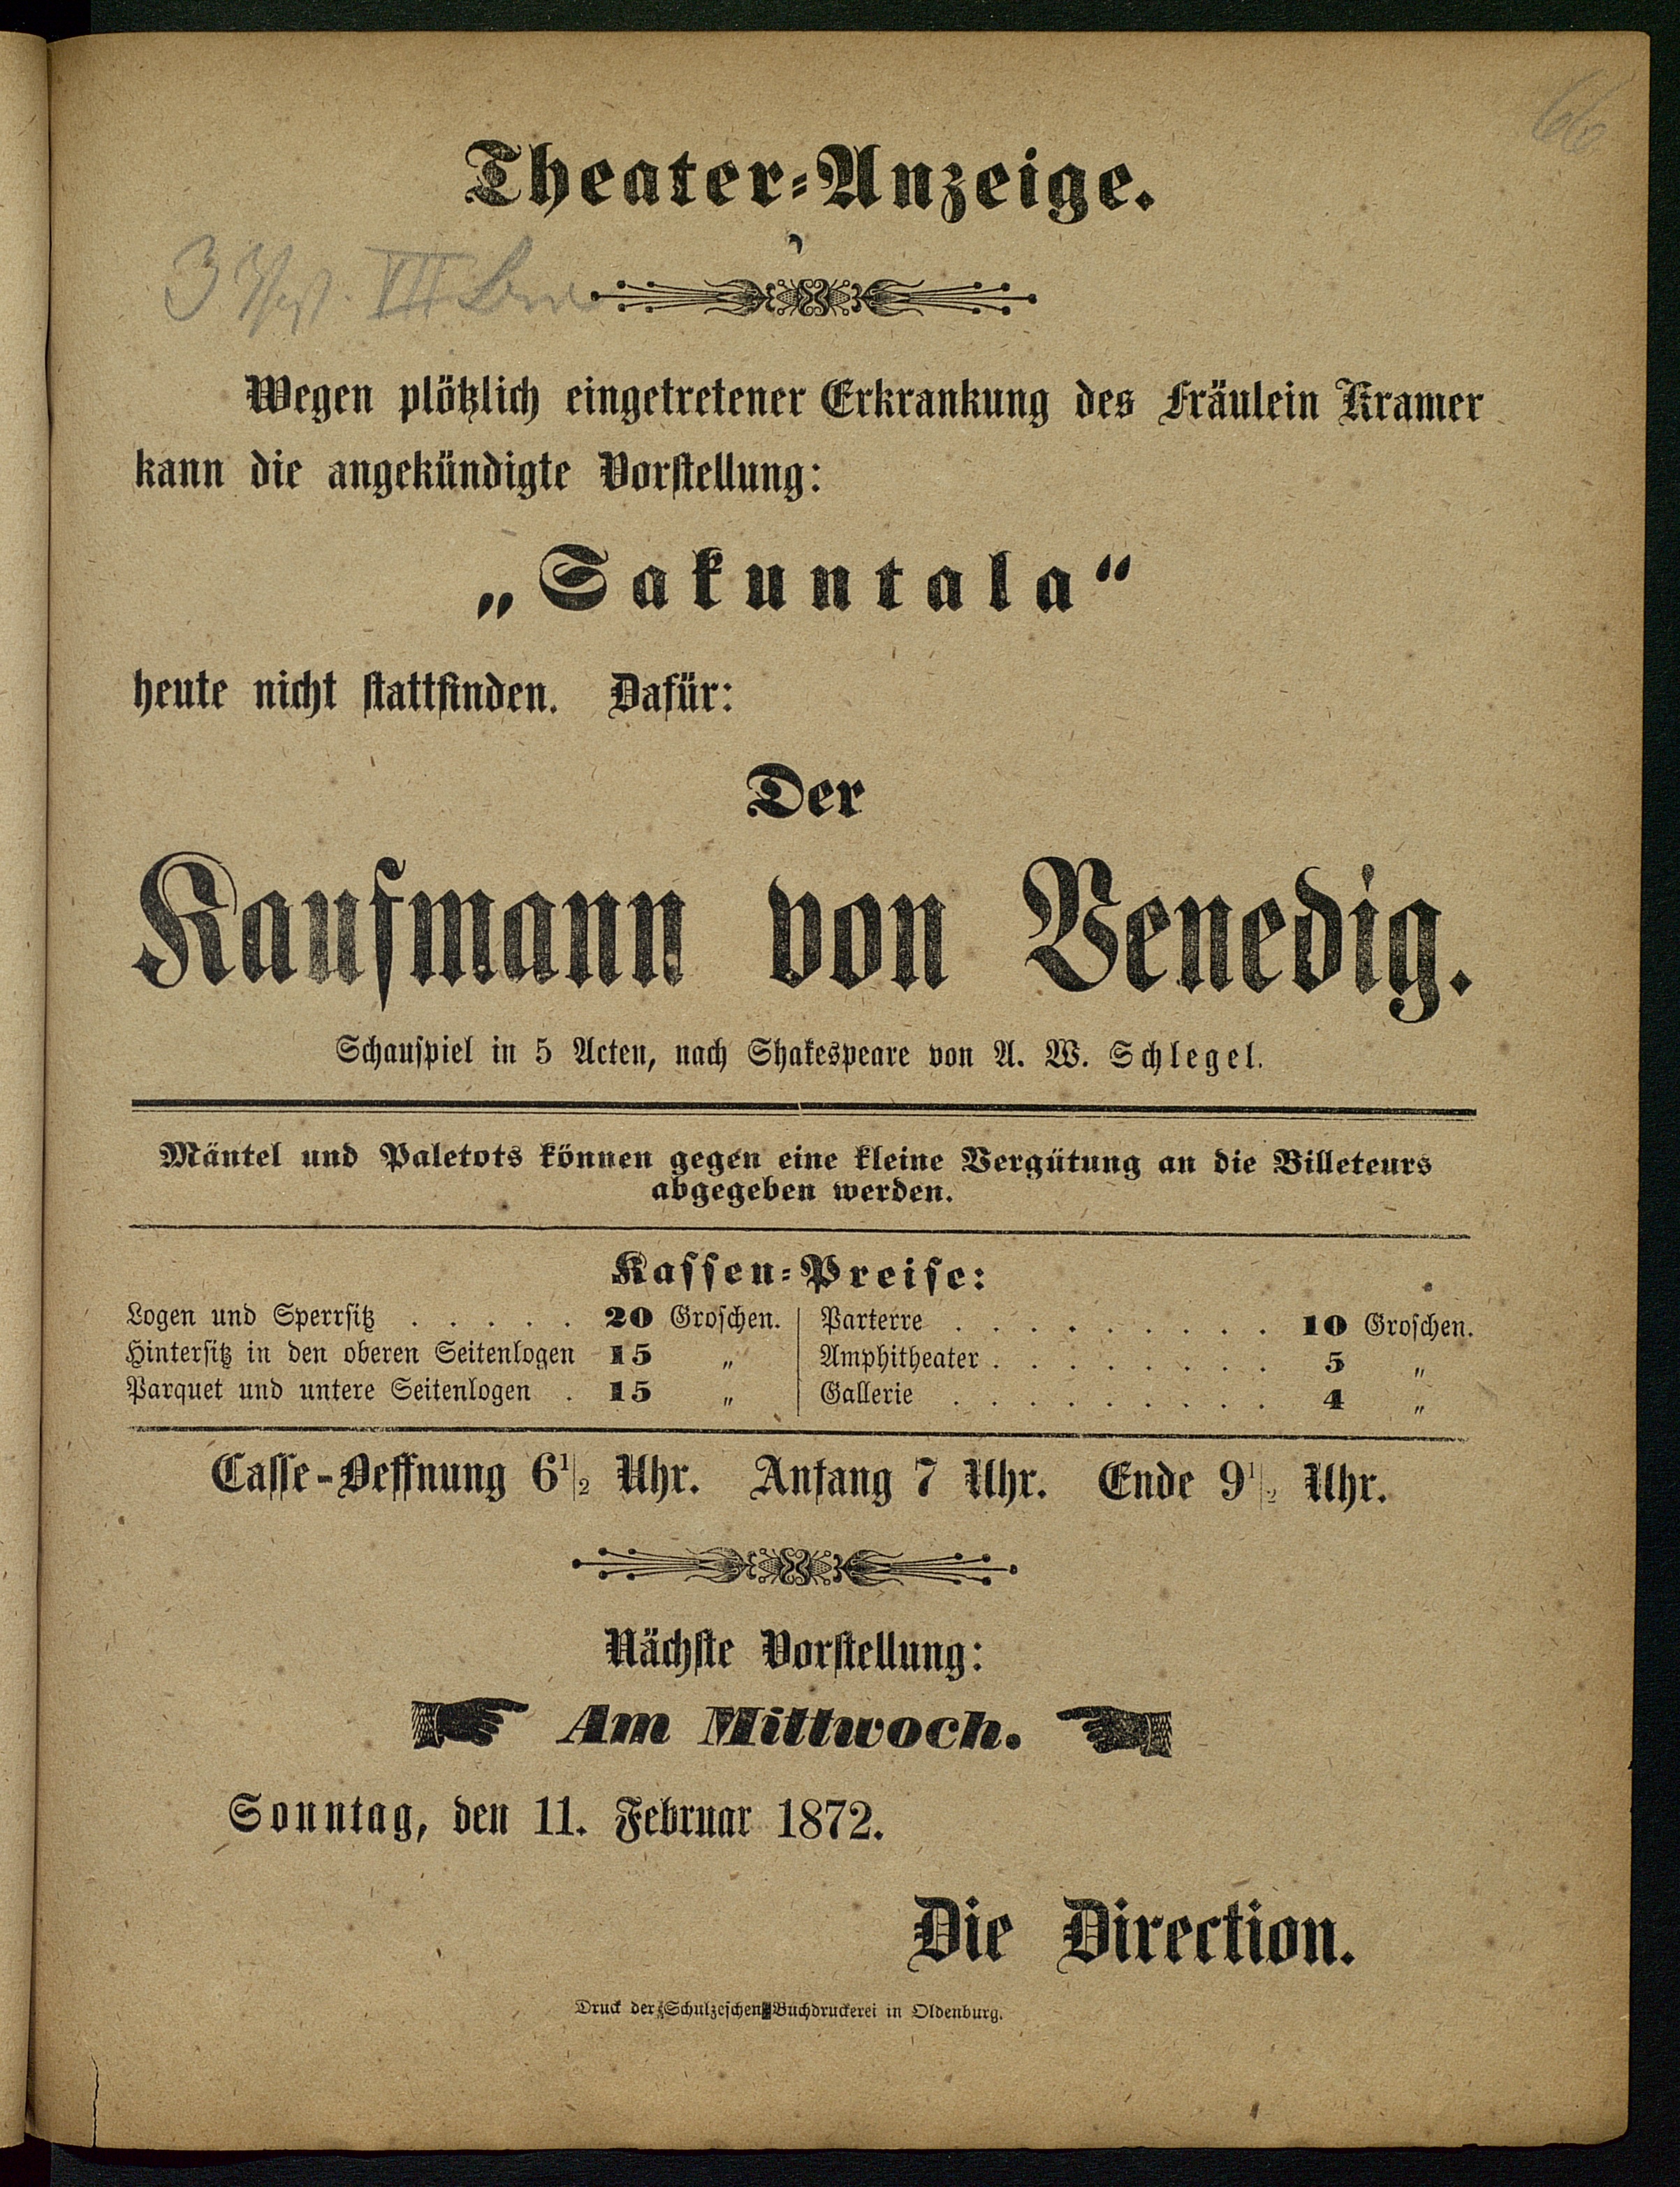 66
Theater-Anzeige.
Wegen plötzlich eingetretener Erkrankung des Fräulein Kramer
kann die angekündigte Vorstellung:
„Sakuntala“
heute nicht stattfinden. Dafür:
Der
Kaufmann von Venedig.
Schauspiel in 5 Acten, nach Shakespeare von A. W. Schlegel.
Mäntel und Paletots können gegen eine kleine Vergütung an die Billeteurs
abgegeben werden.
Kassen-Preise:
Logen und Sperrsitz . . . . . 20 Groschen.
Hintersitz in den oberen Seitenlogen 15 „
Parquet und untere Seitenlogen . 15 „
Parterre . . . . . . . . . 10 Groschen.
Amphitheater . . . . . . . . 5 „
Gallerie . . . . . . . . . 4 „
Casse-Oeffnung 6 1/2 Uhr. Anfang 7 Uhr. Ende 9 1/2 Uhr.
Nächste Vorstellung:
Am Mittwoch.
Sonntag, den 11. Februar 1872.
Die Direction.
Druck der Schulzeschen Buchdruckerei in Oldenburg.